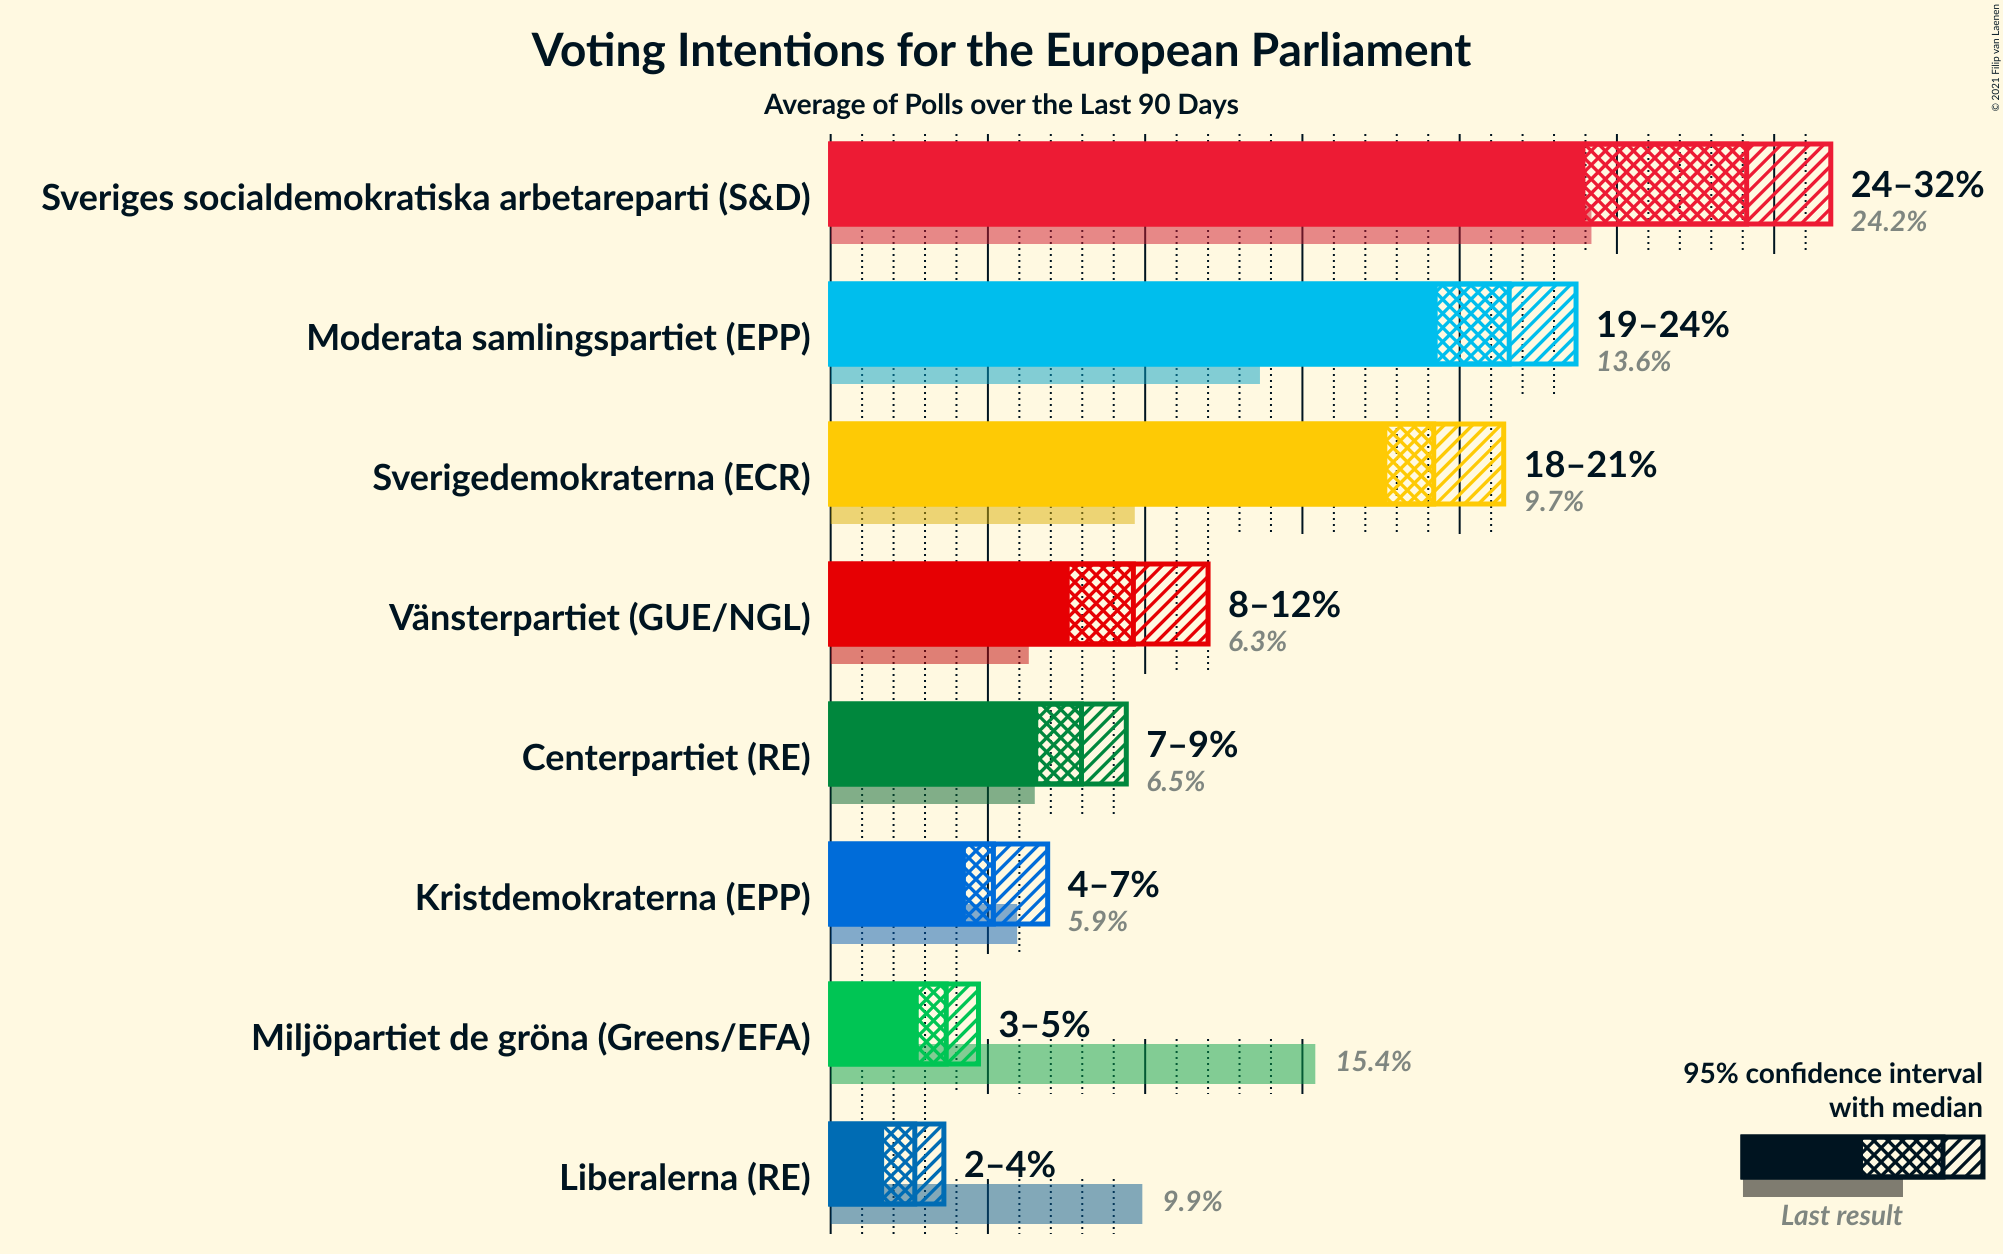 © 2021 Filip van Laenen
Voting Intentions for the European Parliament
Average of Polls over the Last 90 Days
Sveriges socialdemokratiska arbetareparti (S&D)
24–32%
24.2%
Moderata samlingspartiet (EPP)
19–24%
13.6%
Sverigedemokraterna (ECR)
18–21%
9.7%
Vänsterpartiet (GUE/NGL)
8–12%
6.3%
Centerpartiet (RE)
7–9%
6.5%
Kristdemokraterna (EPP)
4–7%
5.9%
Miljöpartiet de gröna (Greens/EFA)
3–5%
15.4%
Liberalerna (RE)
2–4%
9.9%
95% confidence interval
with median
Last result